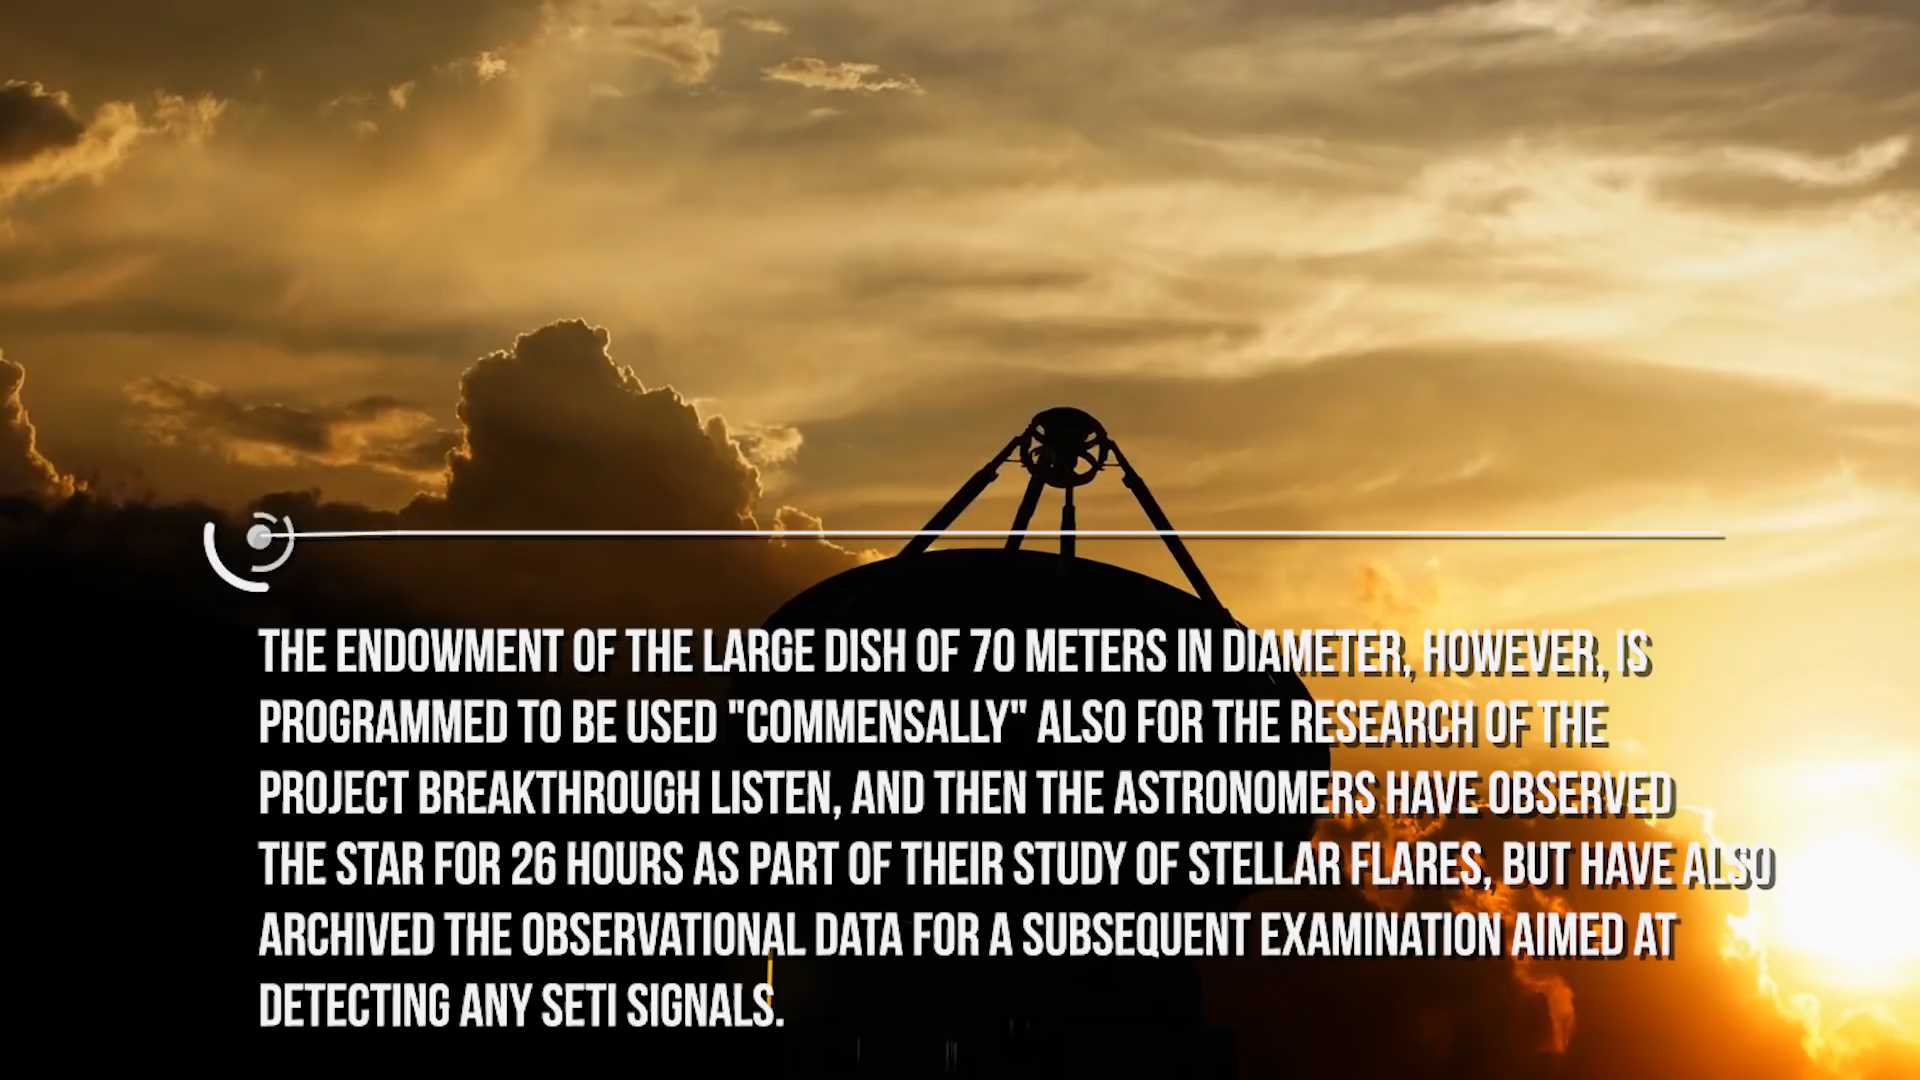 THE ENDOWMENT OF THE LARGE DISH OF 70 METERS IN DIAMETER, HOWEVER, IS
PROGRAMMED TO BE USED "COMMENSALLY" ALSO FOR THE RESEARCH OF THE
PROJECT BREAKTHROUGH LISTEN, AND THEN THE ASTRONOMERS HAVE OBSERVED
THE STAR FOR 26 HOURS AS PART OF THEIR STUDY OF STELLAR FLARES, BUT HAVE ALSO
ARCHIVED THE OBSERVATIONAL DATA FOR A SUBSEQUENT EXAMINATION AIMED AT
DETECTING ANY SETI SIGNALS.